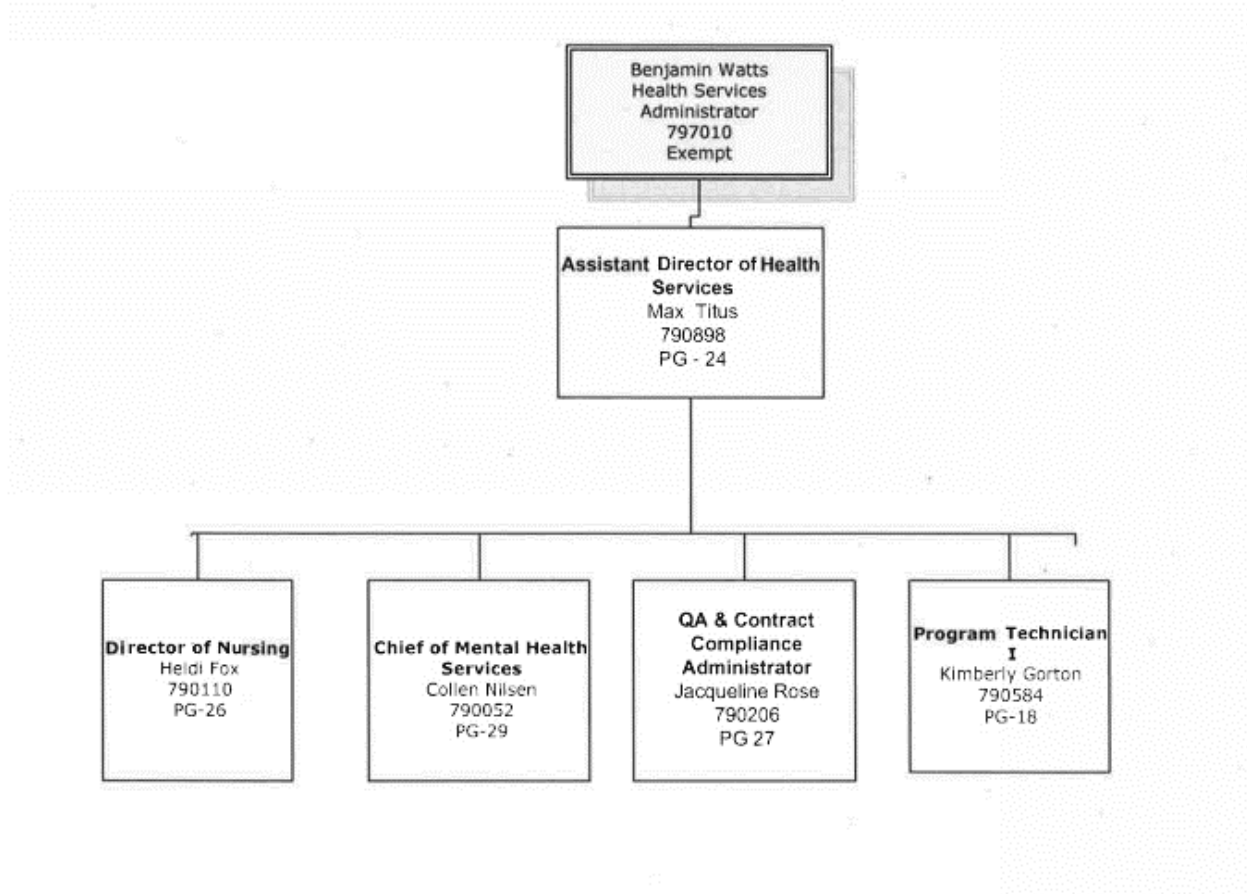 Benjamin Watts
Health Services
Administrator
797010
Exempt
Assistant Director of Health
Services
Max Titus
790898
PG - 24
Director of Nursing
Heidi Fox
790110
PG-26
Chief of Mental Health
Services
Collen Nilsen
790052
PG-29
QA & Contract
Compliance
Administrator
Jacqueline Rose
790206
PG 27
Program Technician
I
Kimberly Gorton
790584
PG-18